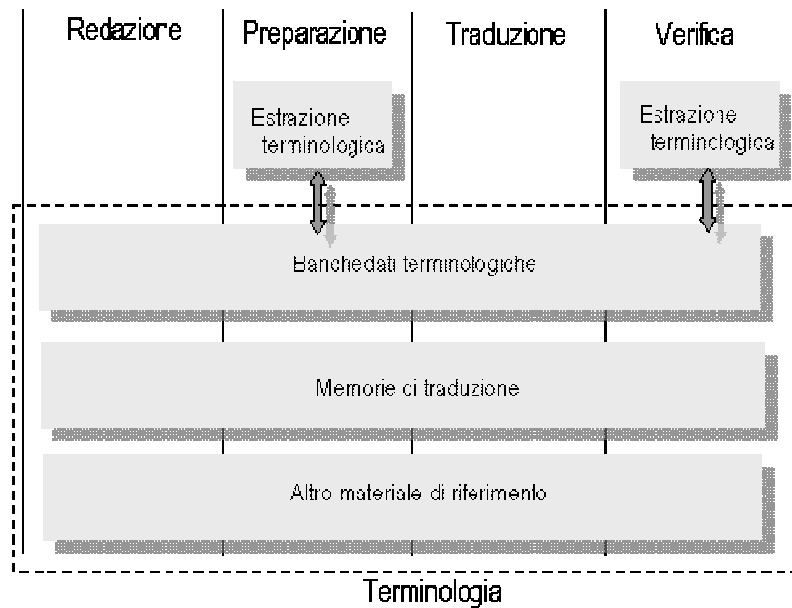 Redazione
Preparazione
Traduzione
Verifica
Estrazione
terminologica
Estrazione
terminologica
Banchedati terminologiche
Memorie di traduzione
Altro materiale di riferimento
Terminologia